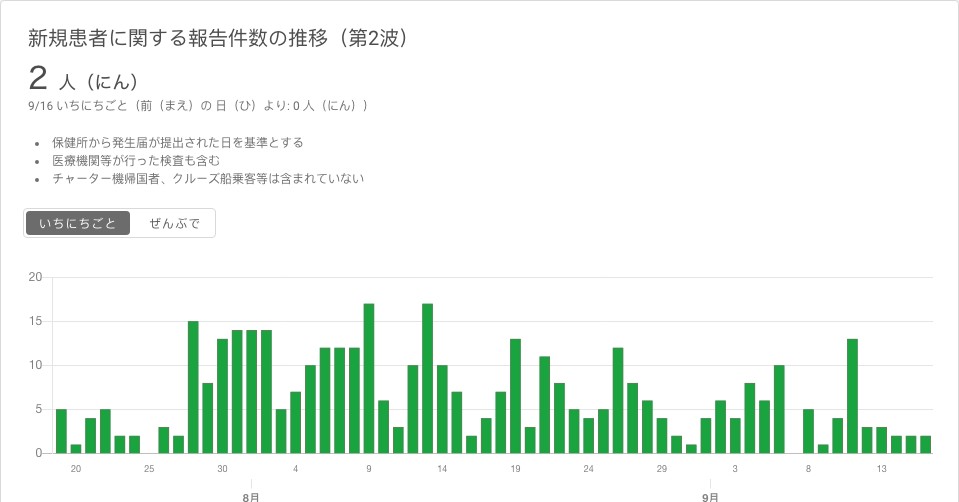 新規患者に関する報告件数の推移（第2波）
2 人（にん）
9/16 いちにちごと（前（まえ）の 日（ひ）より: 0 人（にん））
• 保健所から発生届が提出された日を基準とする
• 医療機関等が行った検査も含む
• チャーター機帰国者、クルーズ船乗客等は含まれていない
いちにちごと ぜんぶで
20
15
10
5
0
20 25 30 4 9 14 19 24 29 3 8 13
8月 9月